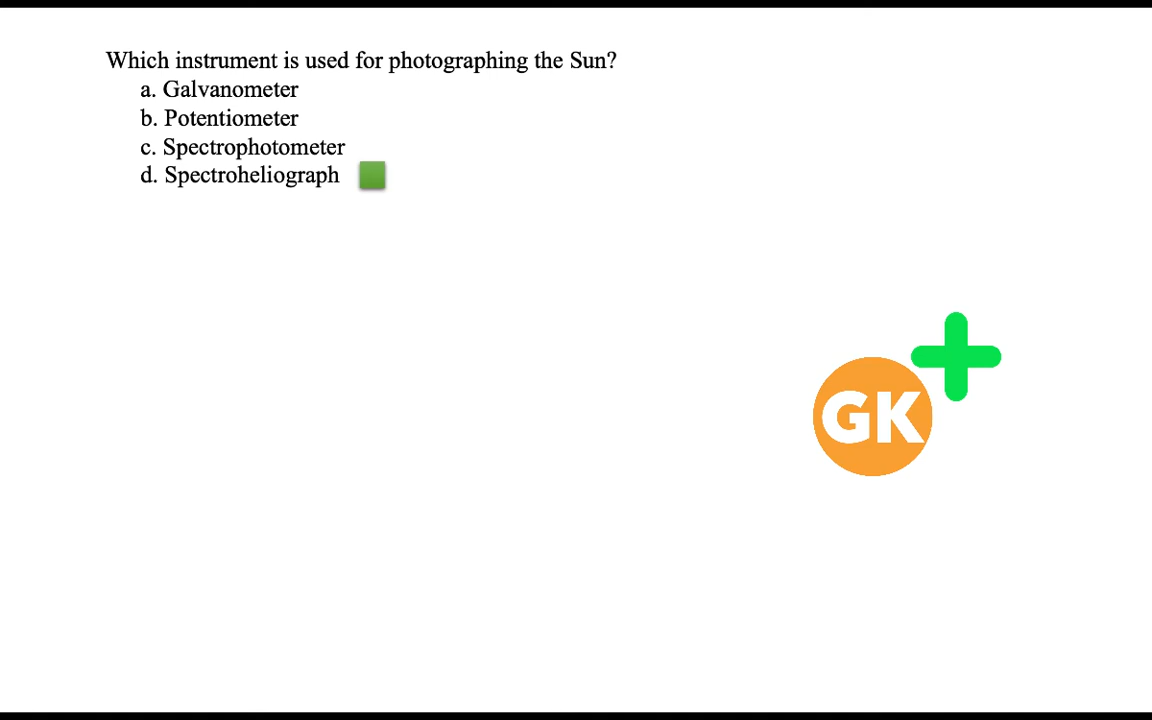 Which instrument is used for photographing the Sun?
a. Galvanometer
b. Potentiometer
c. Spectrophotometer
d. Spectroheliograph
GK